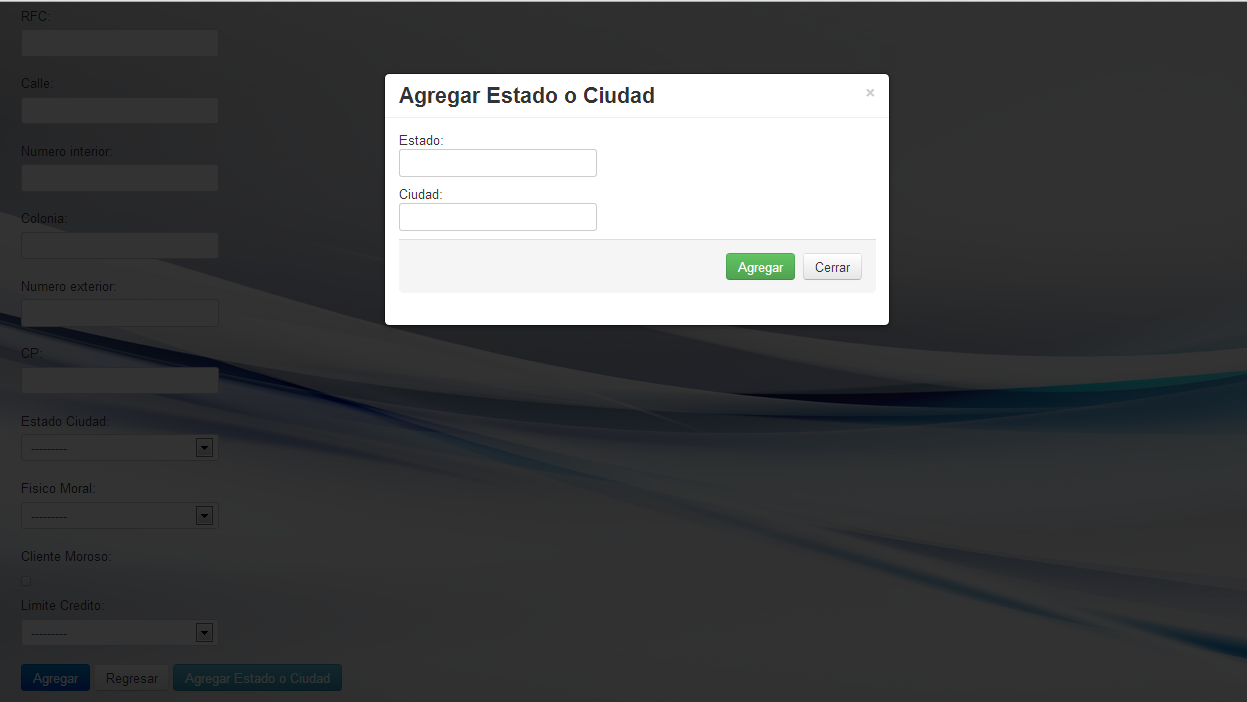 RFC:
Calle:
Numero interior:
Colonia:
Numero exterior:
CP:
Estado Ciudad:
---------
Fisico Moral:
---------
Cliente Moroso:
Limite Credito:
---------
Agregar Regresar Agregar Estado o Ciudad
Agregar Estado o Ciudad ×
Estado:
Ciudad:
Agregar Cerrar